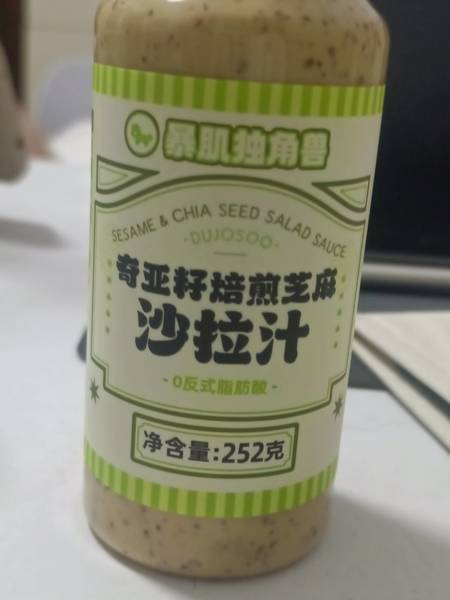 暴肌独角兽
SESAME & CHIA SEED SALAD SAUCE
·DUJOSOO·
奇亚籽焙煎芝麻
沙拉汁
- 0反式脂肪酸 -
净含量:252克